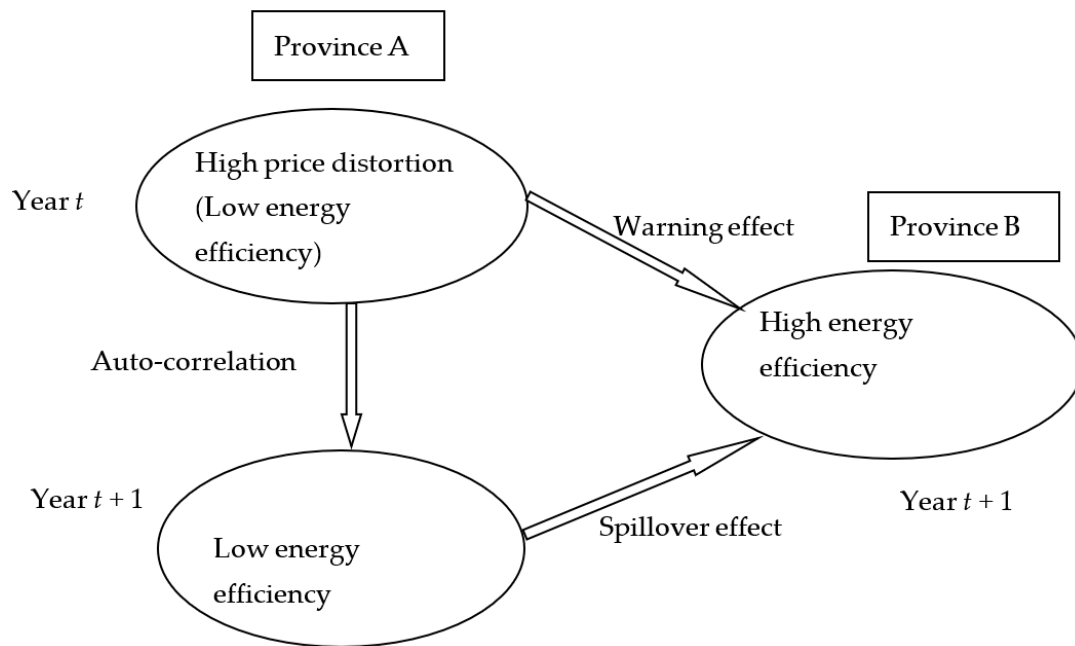 Province A
High price distortion
(Low energy
efficiency)
Year t
Warning effect
Province B
High energy
efficiency
Auto-correlation
Year t + 1
Low energy
efficiency
Spillover effect
Year t + 1